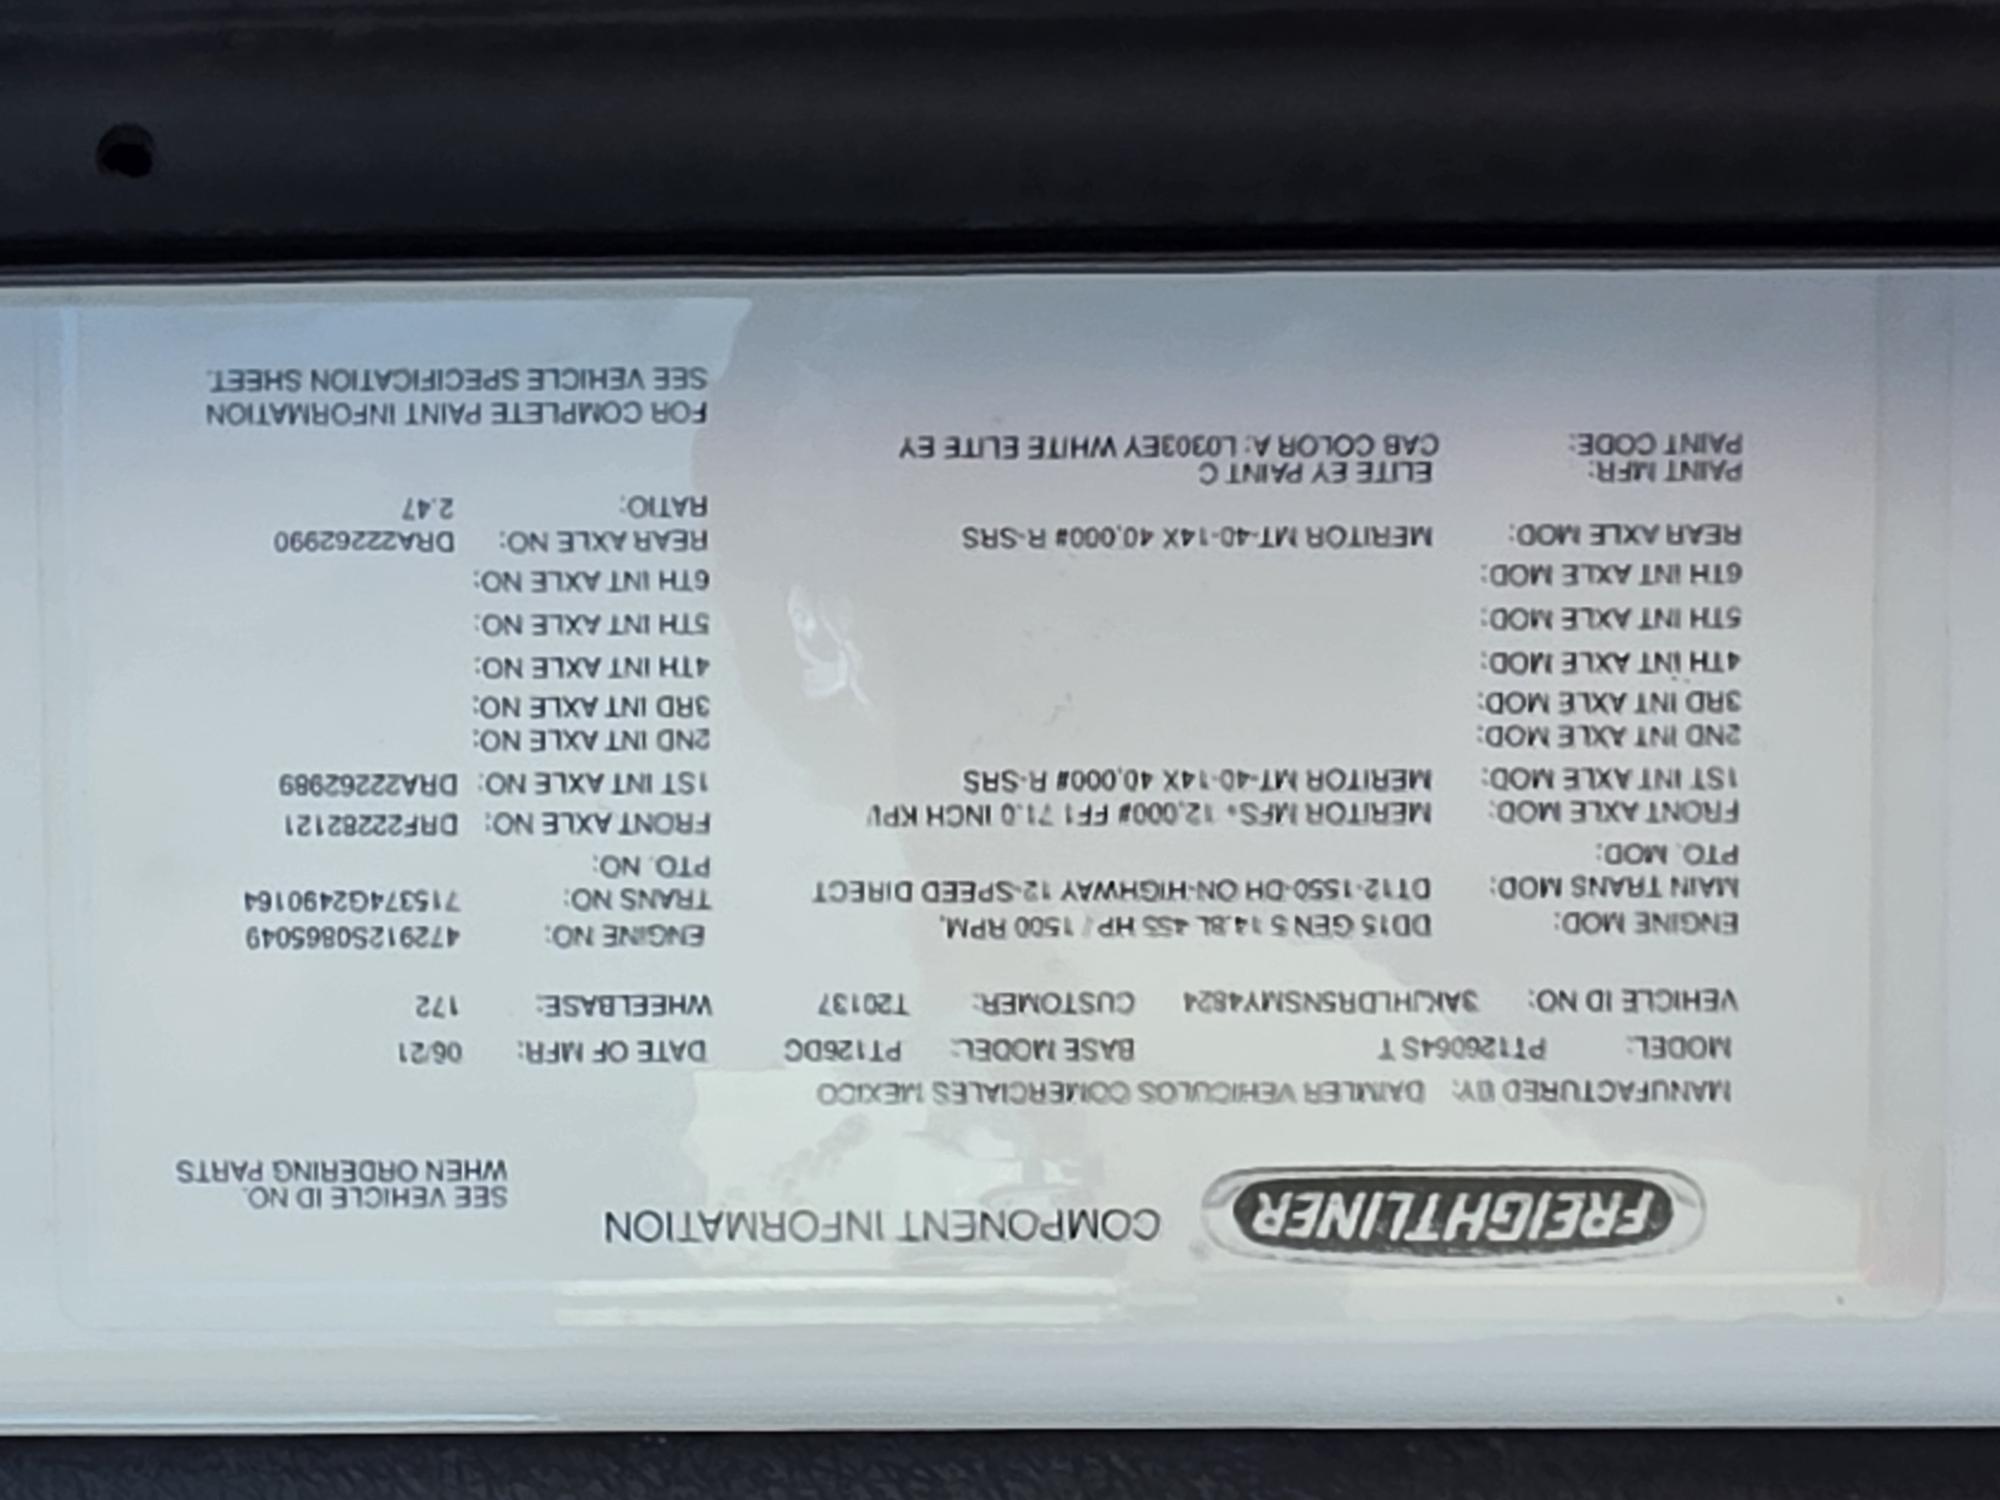 FREIGHTLINER COMPONENT INFORMATION
SEE VEHICLE ID NO.
WHEN ORDERING PARTS
MANUFACTURED BY: DAIMLER VEHICULOS COMERCIALES MEXICO
MODEL: PT126064S T BASE MODEL: PT126DC DATE OF MFR: 06/21
VEHICLE ID NO: 3AKJHLDR5NSMY4824 CUSTOMER: T20137 WHEELBASE: 172
ENGINE MOD: DD15 GEN 5 14.8L 455 HP / 1500 RPM, ENGINE NO: 472912S0865049
MAIN TRANS MOD: DT12-1550-DH ON-HIGHWAY 12-SPEED DIRECT TRANS NO: 715374G2490164
PTO. MOD: PTO. NO:
FRONT AXLE MOD: MERITOR MFS+ 12,000# FF1 71.0 INCH KPI/ FRONT AXLE NO: DRF22282121
1ST INT AXLE MOD: MERITOR MT-40-14X 40,000# R-SRS 1ST INT AXLE NO: DRA22262989
2ND INT AXLE MOD: 2ND INT AXLE NO:
3RD INT AXLE MOD: 3RD INT AXLE NO:
4TH INT AXLE MOD: 4TH INT AXLE NO:
5TH INT AXLE MOD: 5TH INT AXLE NO:
6TH INT AXLE MOD: 6TH INT AXLE NO:
REAR AXLE MOD: MERITOR MT-40-14X 40,000# R-SRS REAR AXLE NO: DRA22262990
RATIO: 2.47
PAINT MFR: ELITE EY PAINT C
PAINT CODE: CAB COLOR A: L0303EY WHITE ELITE EY
FOR COMPLETE PAINT INFORMATION
SEE VEHICLE SPECIFICATION SHEET.